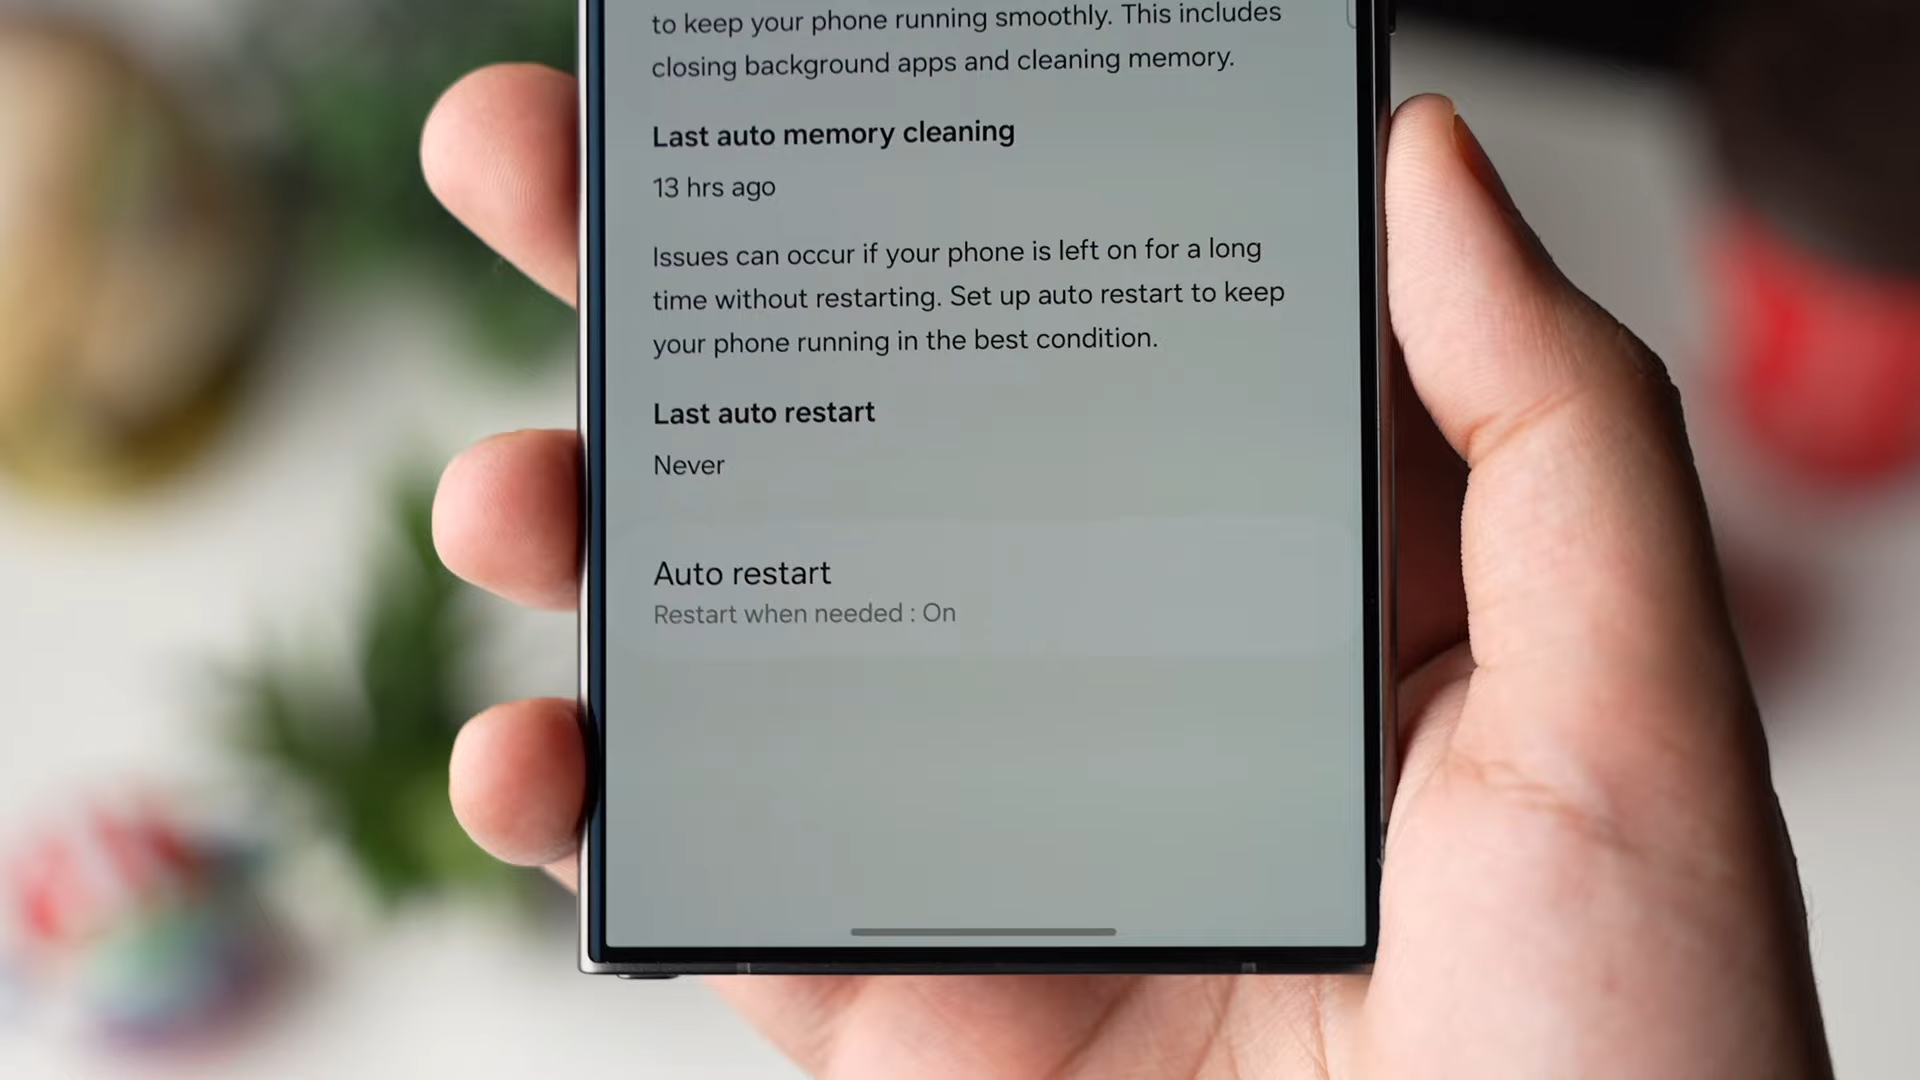 to keep your phone running smoothly. This includes
closing background apps and cleaning memory.
Last auto memory cleaning
13 hrs ago
Issues can occur if your phone is left on for a long
time without restarting. Set up auto restart to keep
your phone running in the best condition.
Last auto restart
Never
Auto restart
Restart when needed : On